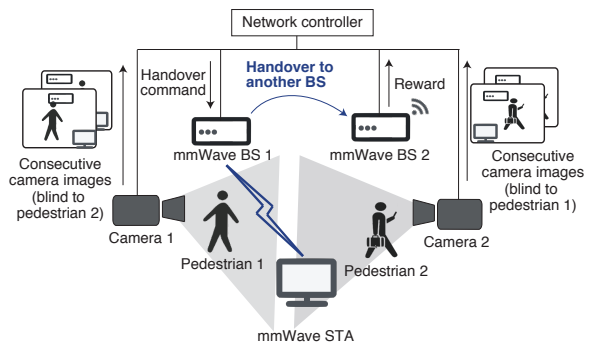 Network controller
Handover
command
Handover to
another BS
Reward
mmWave BS 1
mmWave BS 2
Consecutive
camera images
(blind to
pedestrian 2)
Consecutive
camera images
(blind to
pedestrian 1)
Camera 1
Pedestrian 1
Pedestrian 2
Camera 2
mmWave STA